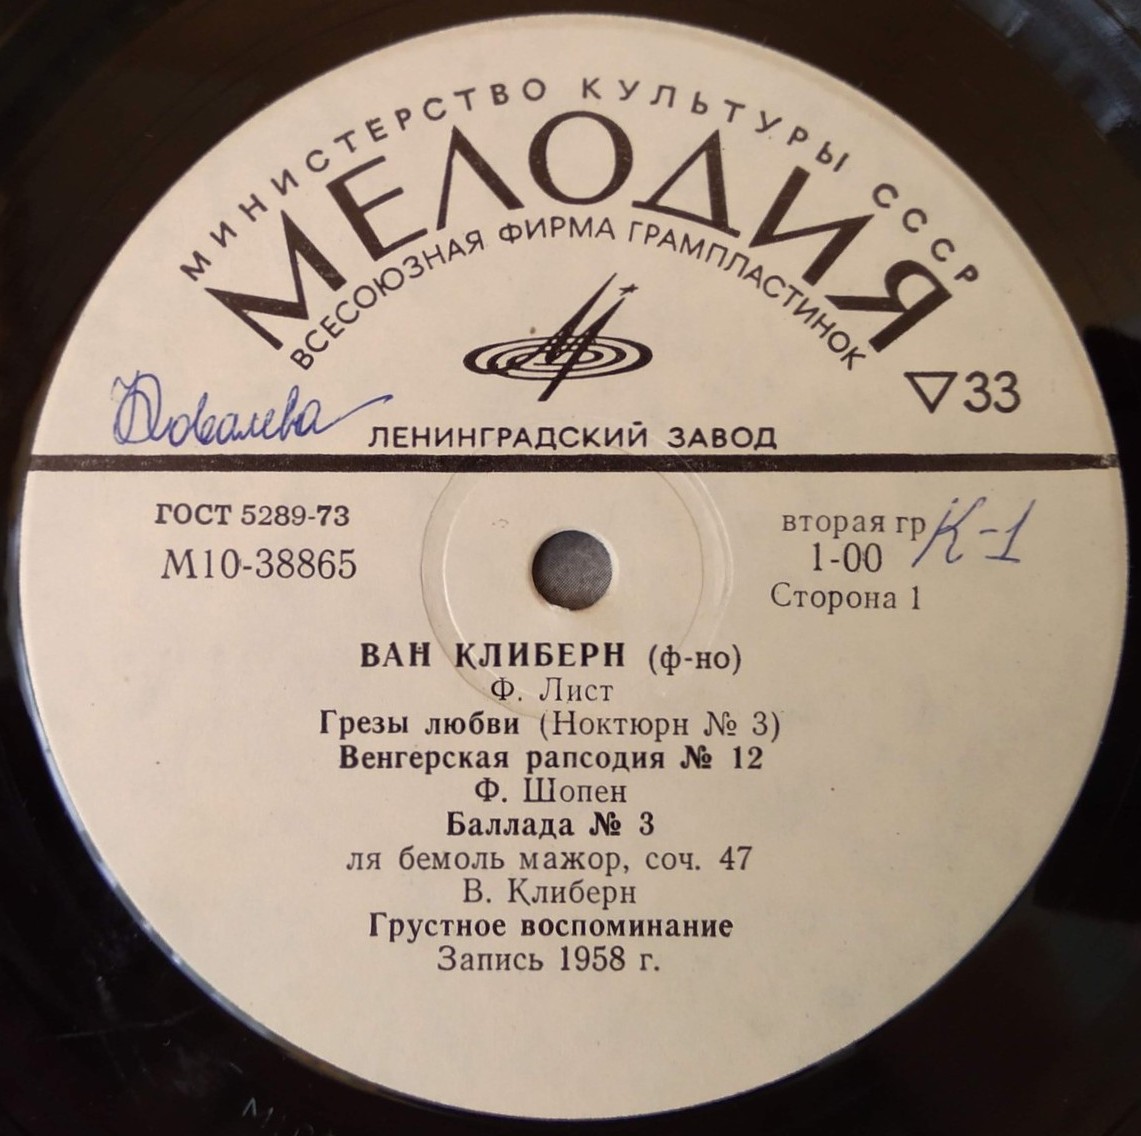 МИНИСТЕРСТВО КУЛЬТУРЫ СССР
МЕЛОДИЯ
ВСЕСОЮЗНАЯ ФИРМА ГРАМПЛАСТИНОК
▽33
Ковалева
ЛЕНИНГРАДСКИЙ ЗАВОД
ГОСТ 5289-73
М10-38865
вторая гр
К-1
1-00
Сторона 1
ВАН КЛИБЕРН (ф-но)
Ф. Лист
Грезы любви (Ноктюрн № 3)
Венгерская рапсодия № 12
Ф. Шопен
Баллада № 3
ля бемоль мажор, соч. 47
В. Клиберн
Грустное воспоминание
Запись 1958 г.